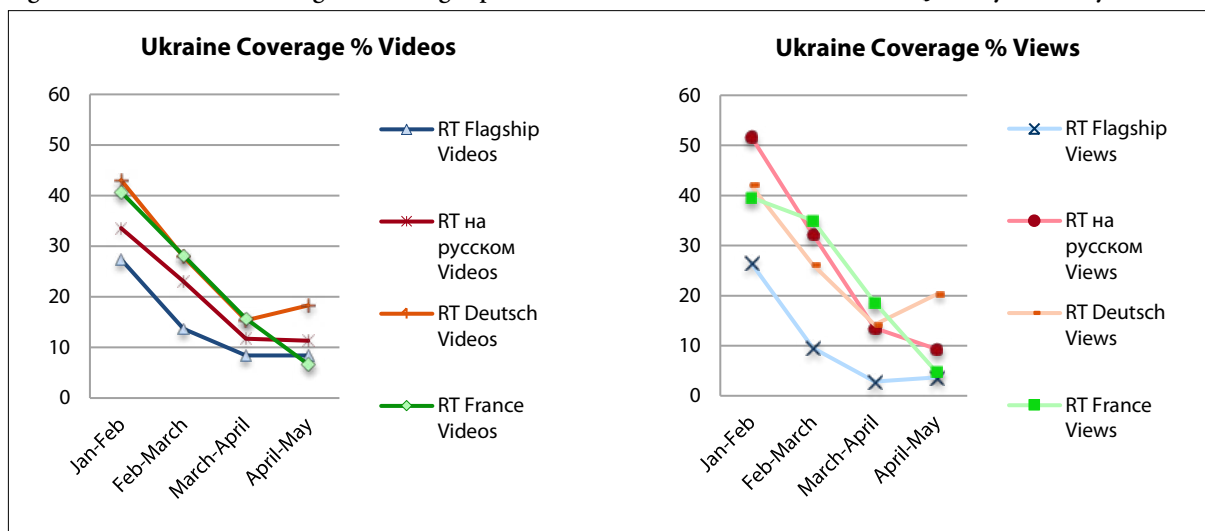 Ukraine Coverage % Videos
60
50
40
30
20
10
0
Jan-Feb
Feb-March
March-April
April-May
RT Flagship
Videos
RT на
русском
Videos
RT Deutsch
Videos
RT France
Videos
Ukraine Coverage % Views
60
50
40
30
20
10
0
Jan-Feb
Feb-March
March-April
April-May
RT Flagship
Views
RT на
русском
Views
RT Deutsch
Views
RT France
Views